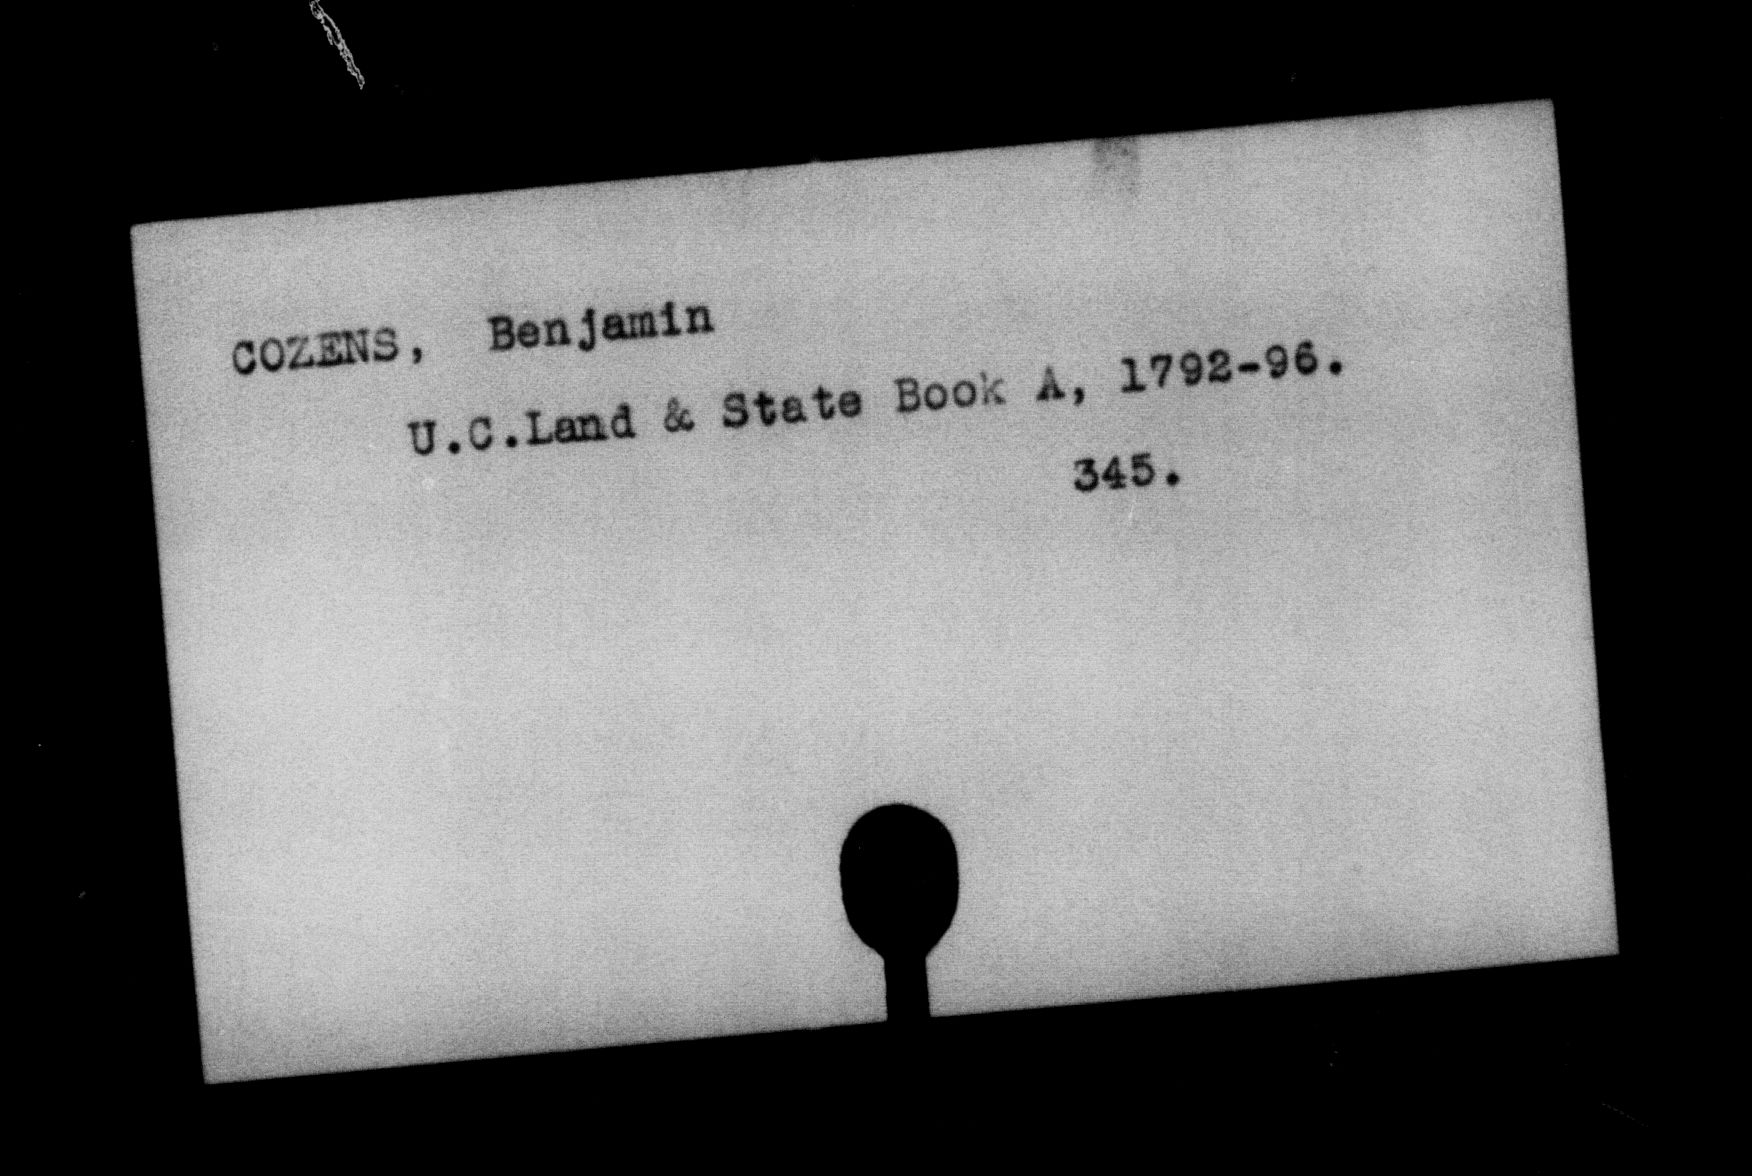 COZENS, Benjamin
U.C.Land & State Book A, 1792-96.
345.